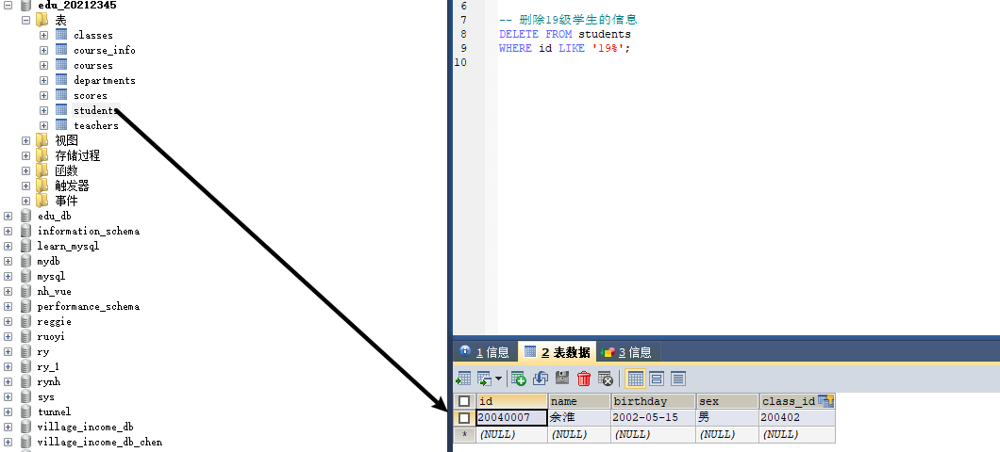 edu_20212345
表
classes
course_info
courses
departments
scores
students
teachers
视图
存储过程
函数
触发器
事件
edu_db
information_schema
learn_mysql
mydb
mysql
nh_vue
performance_schema
reggie
ruoyi
ry
ry_1
rynh
sys
tunnel
village_income_db
village_income_db_chen
6
7 -- 删除19级学生的信息
8 DELETE FROM students
9 WHERE id LIKE '19%';
10
1 信息 2 表数据 3 信息
id name birthday sex class_id
20040007 余淮 2002-05-15 男 200402
* (NULL) (NULL) (NULL) (NULL) (NULL)